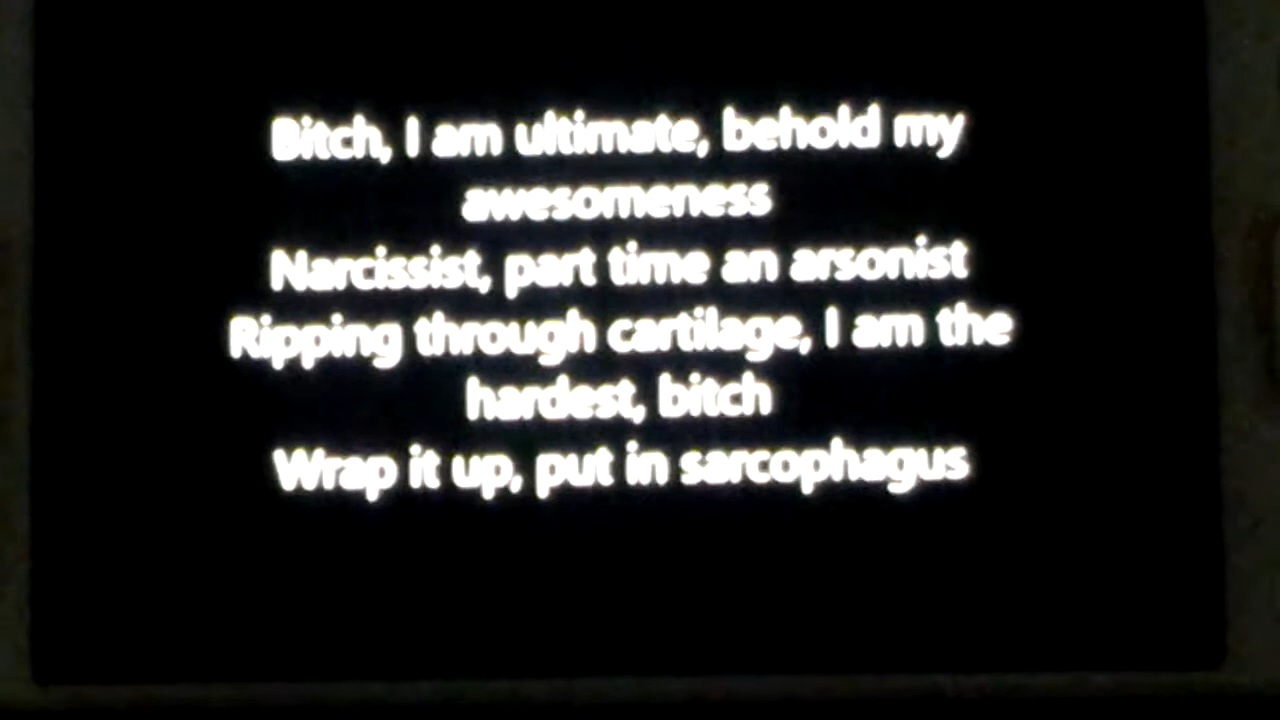 Bitch, I am ultimate, behold my
awesomeness
Narcissist, part time an arsonist
Ripping through cartilage, I am the
hardest, bitch
Wrap it up, put in sarcophagus